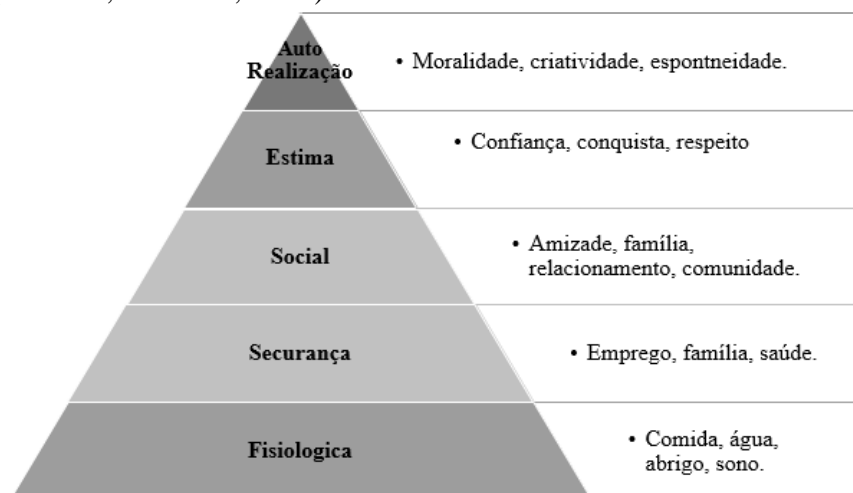 Auto
Realização
• Moralidade, criatividade, espontneidade.
Estima
• Confiança, conquista, respeito
Social
• Amizade, família,
relacionamento, comunidade.
Securança
• Emprego, família, saúde.
Fisiologica
• Comida, água,
abrigo, sono.